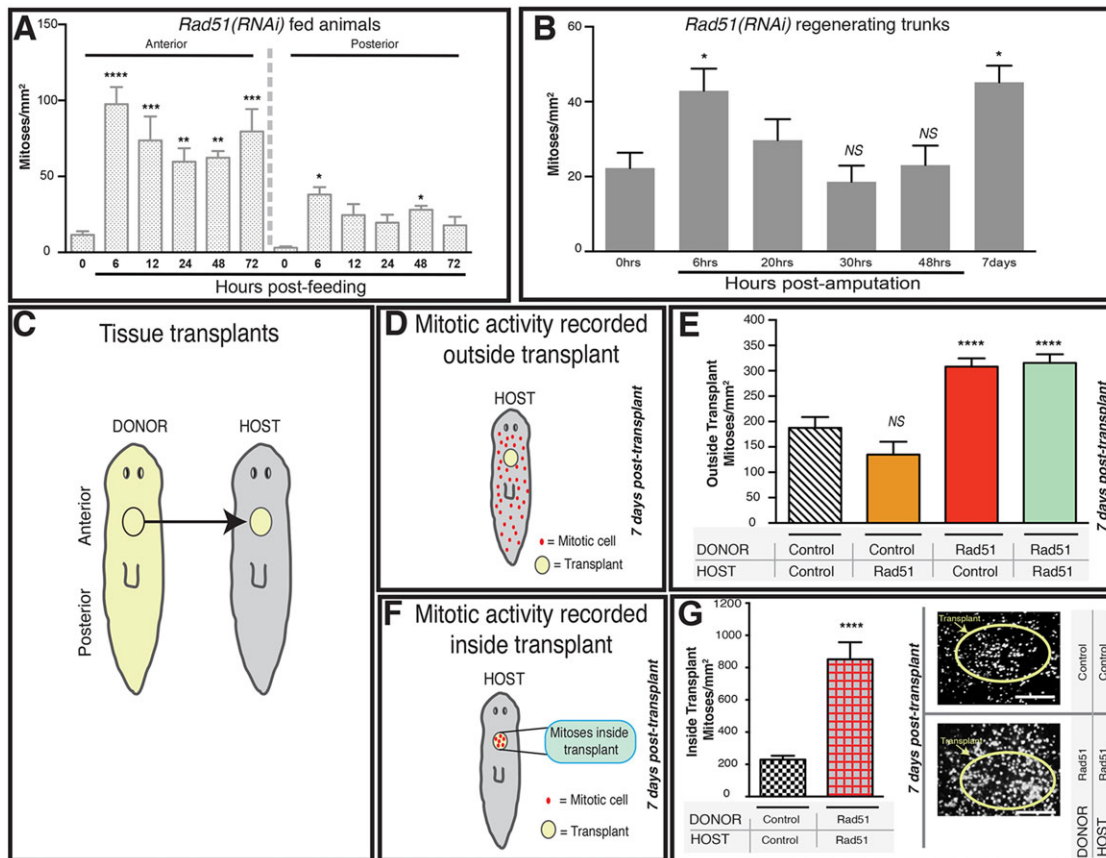 A
Rad51(RNAi) fed animals
Anterior
Posterior
Mitoses/mm²
150
100
50
0
****
***
**
**
***
*
*
0 6 12 24 48 72 0 6 12 24 48 72
Hours post-feeding
B
Rad51(RNAi) regenerating trunks
Mitoses/mm²
60
40
20
0
*
NS
NS
*
0hrs 6hrs 20hrs 30hrs 48hrs 7days
Hours post-amputation
C
Tissue transplants
DONOR HOST
Anterior
Posterior
D Mitotic activity recorded
outside transplant
HOST
= Mitotic cell
= Transplant
7 days post-transplant
E
Outside Transplant
Mitoses/mm²
400
350
300
250
200
150
100
50
0
NS
****
****
DONOR Control Control Rad51 Rad51
HOST Control Rad51 Control Rad51
7 days post-transplant
F Mitotic activity recorded
inside transplant
HOST
Mitoses inside
transplant
= Mitotic cell
= Transplant
7 days post-transplant
G
Inside Transplant
Mitoses/mm²
1200
1000
800
600
400
200
0
****
DONOR Control Rad51
HOST Control Rad51
7 days post-transplant
Transplant
Control
Control
Transplant
Rad51
Rad51
DONOR
HOST